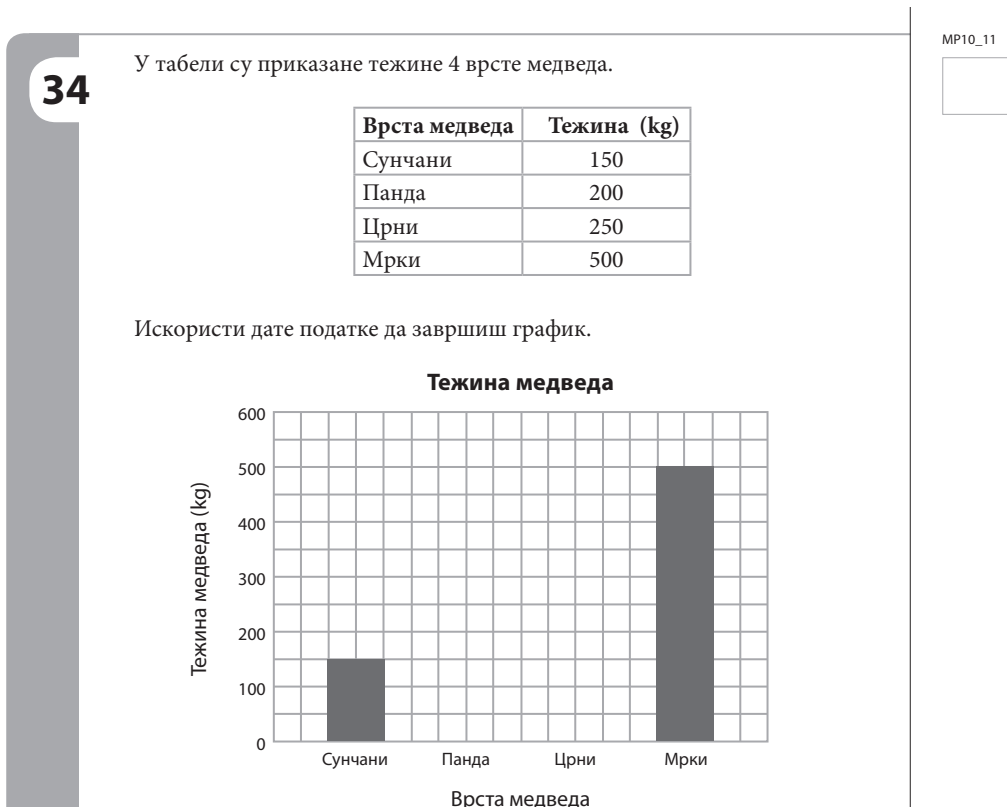 MP10_11
34
У табели су приказане тежине 4 врсте медведа.
Врста медведа Тежина (kg)
Сунчани 150
Панда 200
Црни 250
Мрки 500
Искористи дате податке да завршиш график.
Тежина медведа
Тежина медведа (kg)
600
500
400
300
200
100
0
Сунчани Панда Црни Мрки
Врста медведа